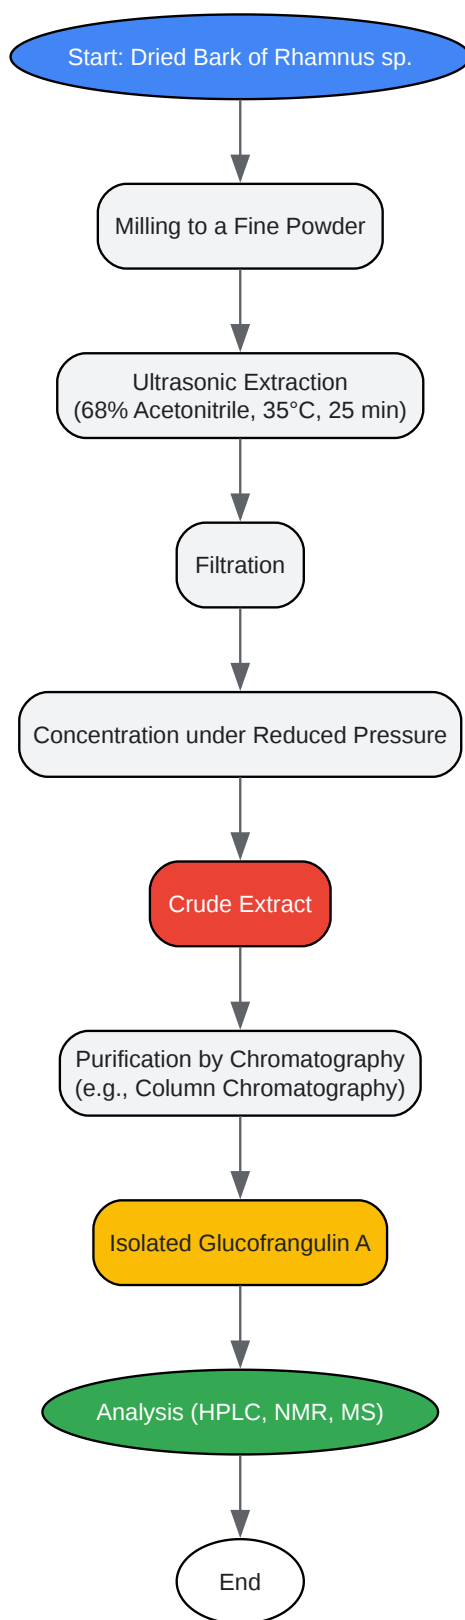 Start: Dried Bark of Rhamnus sp.
Milling to a Fine Powder
Ultrasonic Extraction
(68% Acetonitrile, 35°C, 25 min)
Filtration
Concentration under Reduced Pressure
Crude Extract
Purification by Chromatography
(e.g., Column Chromatography)
Isolated Glucofrangulin A
Analysis (HPLC, NMR, MS)
End